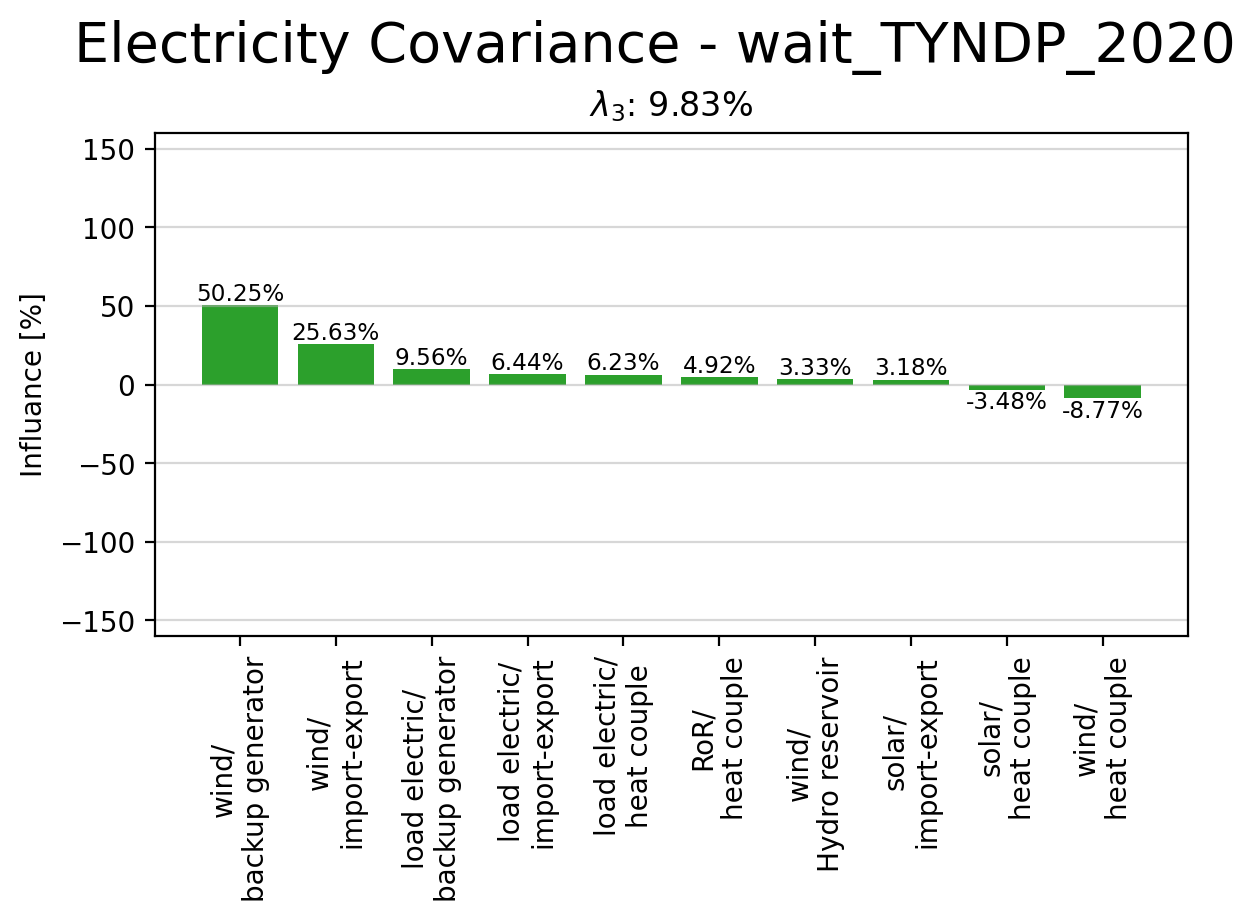 Electricity Covariance - wait_TYNDP_2020
λ₃: 9.83%
Influance [%]
150
100
50
0
−50
−100
−150
50.25%
25.63%
9.56%
6.44%
6.23%
4.92%
3.33%
3.18%
-3.48%
-8.77%
wind/
backup generator
wind/
import-export
load electric/
backup generator
load electric/
import-export
load electric/
heat couple
RoR/
heat couple
wind/
Hydro reservoir
solar/
import-export
solar/
heat couple
wind/
heat couple